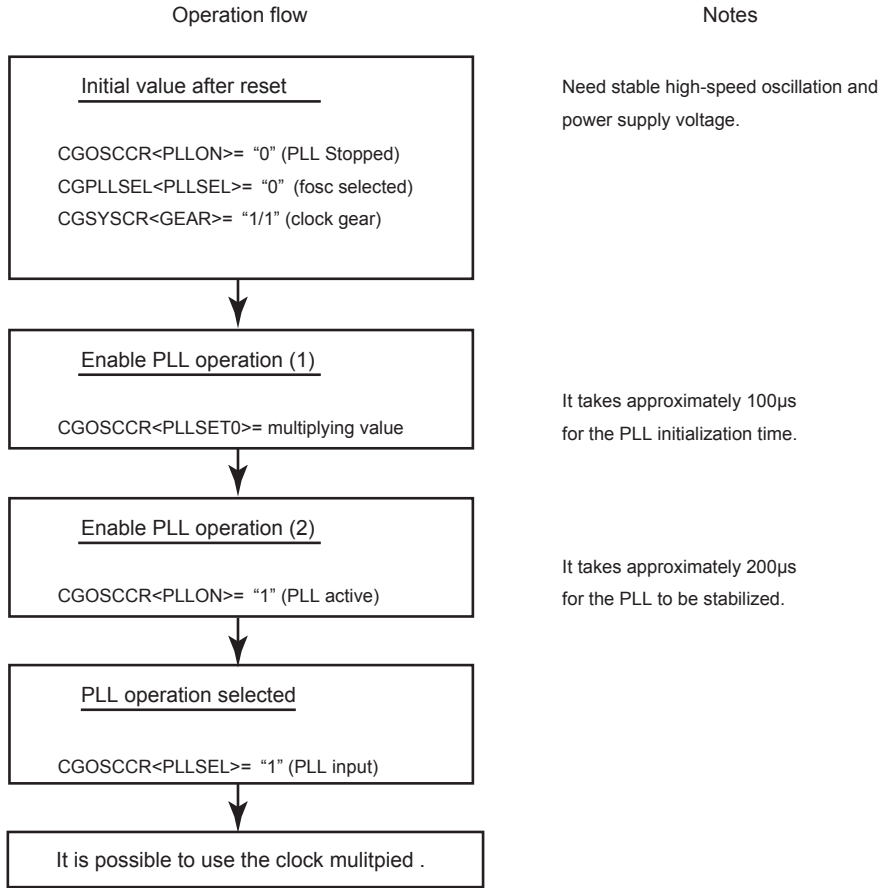 Operation flow
Notes
Initial value after reset
Need stable high-speed oscillation and
power supply voltage.
CGOSCCR<PLLON>= “0” (PLL Stopped)
CGPLLSEL<PLLSEL>= “0” (fosc selected)
CGSYSCR<GEAR>= “1/1” (clock gear)
Enable PLL operation (1)
CGOSCCR<PLLSET0>= multiplying value
It takes approximately 100µs
for the PLL initialization time.
Enable PLL operation (2)
CGOSCCR<PLLON>= “1” (PLL active)
It takes approximately 200µs
for the PLL to be stabilized.
PLL operation selected
CGOSCCR<PLLSEL>= “1” (PLL input)
It is possible to use the clock mulitpied .